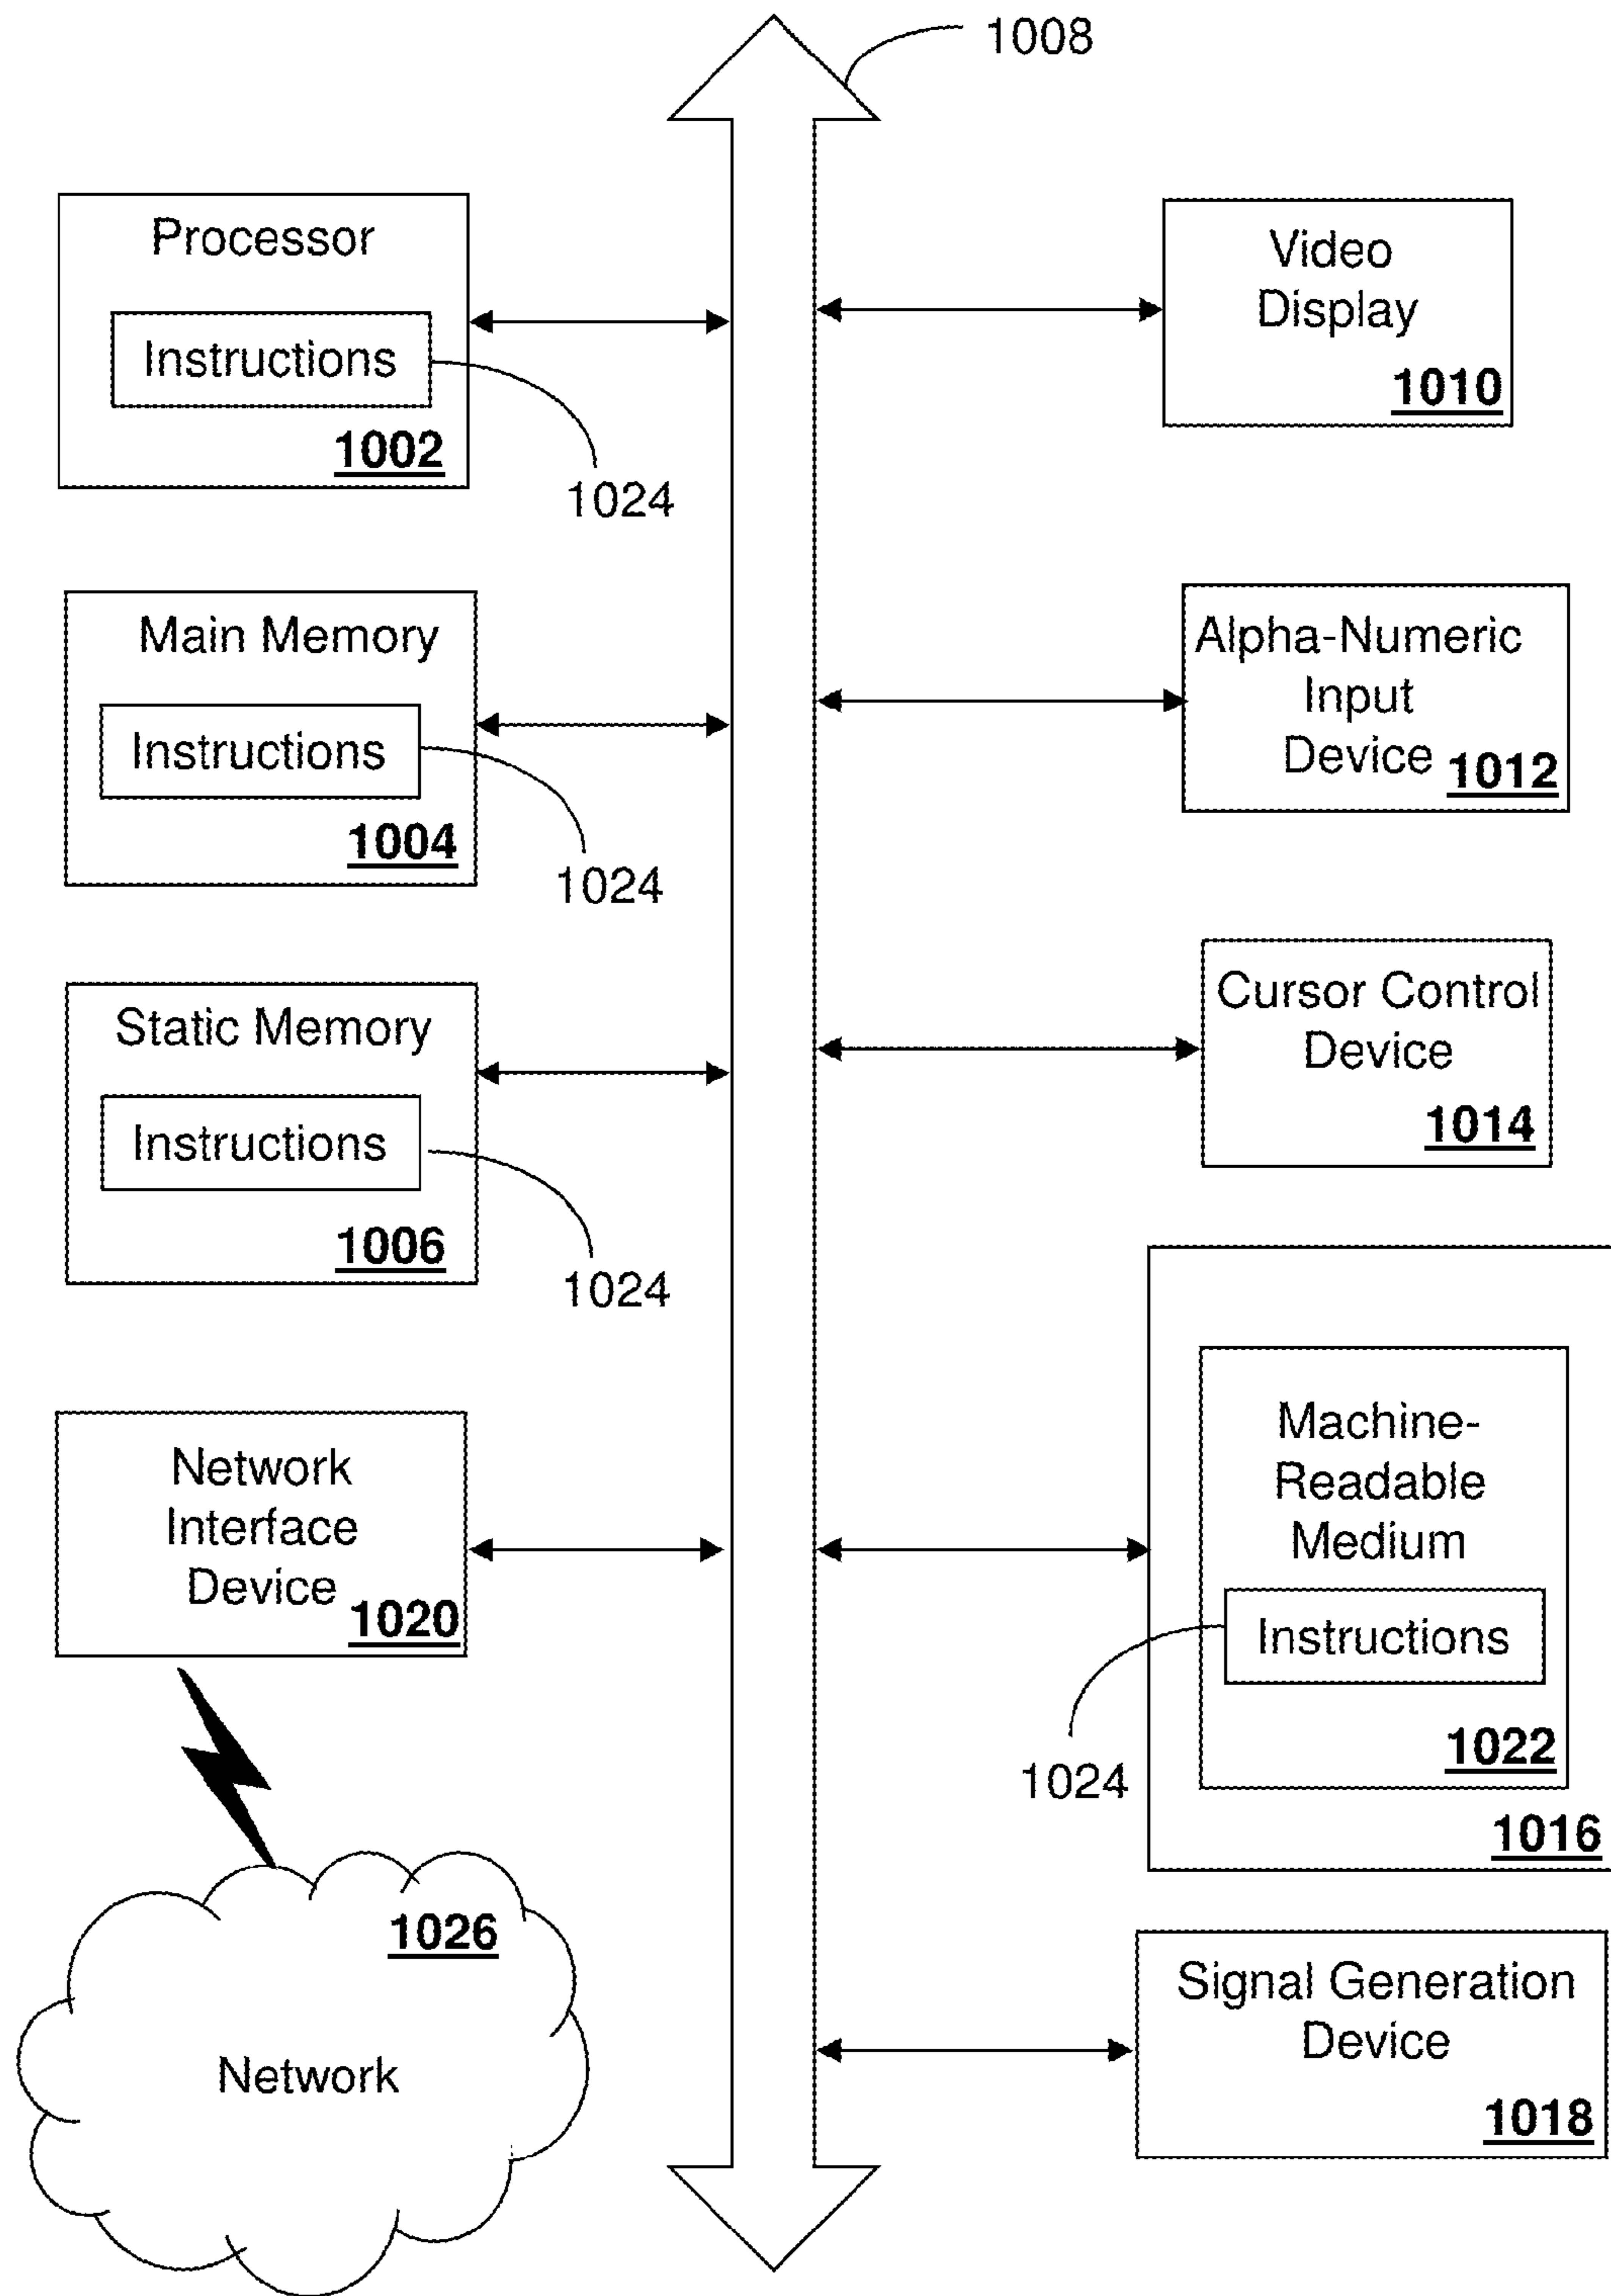 1008
Processor
Instructions
1002
1024
Main Memory
Instructions
1004
1024
Static Memory
Instructions
1006
1024
Network
Interface
Device
1020
1026
Network
Video
Display
1010
Alpha-Numeric
Input
Device 1012
Cursor Control
Device
1014
Machine-
Readable
Medium
Instructions
1022
1024
1016
Signal Generation
Device
1018